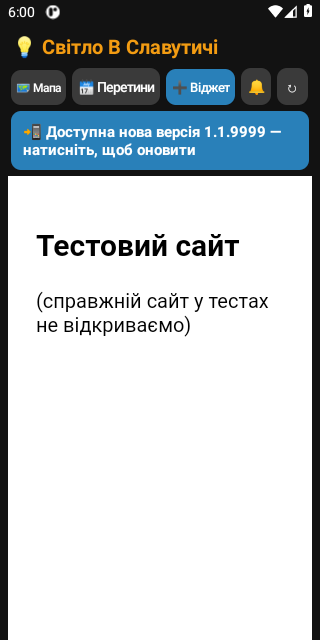 6:00
💡 Світло В Славутичі
🗺️ Мапа 📅 Перетини ➕ Віджет 🔔 ↻
📲 Доступна нова версія 1.1.9999 —
натисніть, щоб оновити
Тестовий сайт
(справжній сайт у тестах
не відкриваємо)